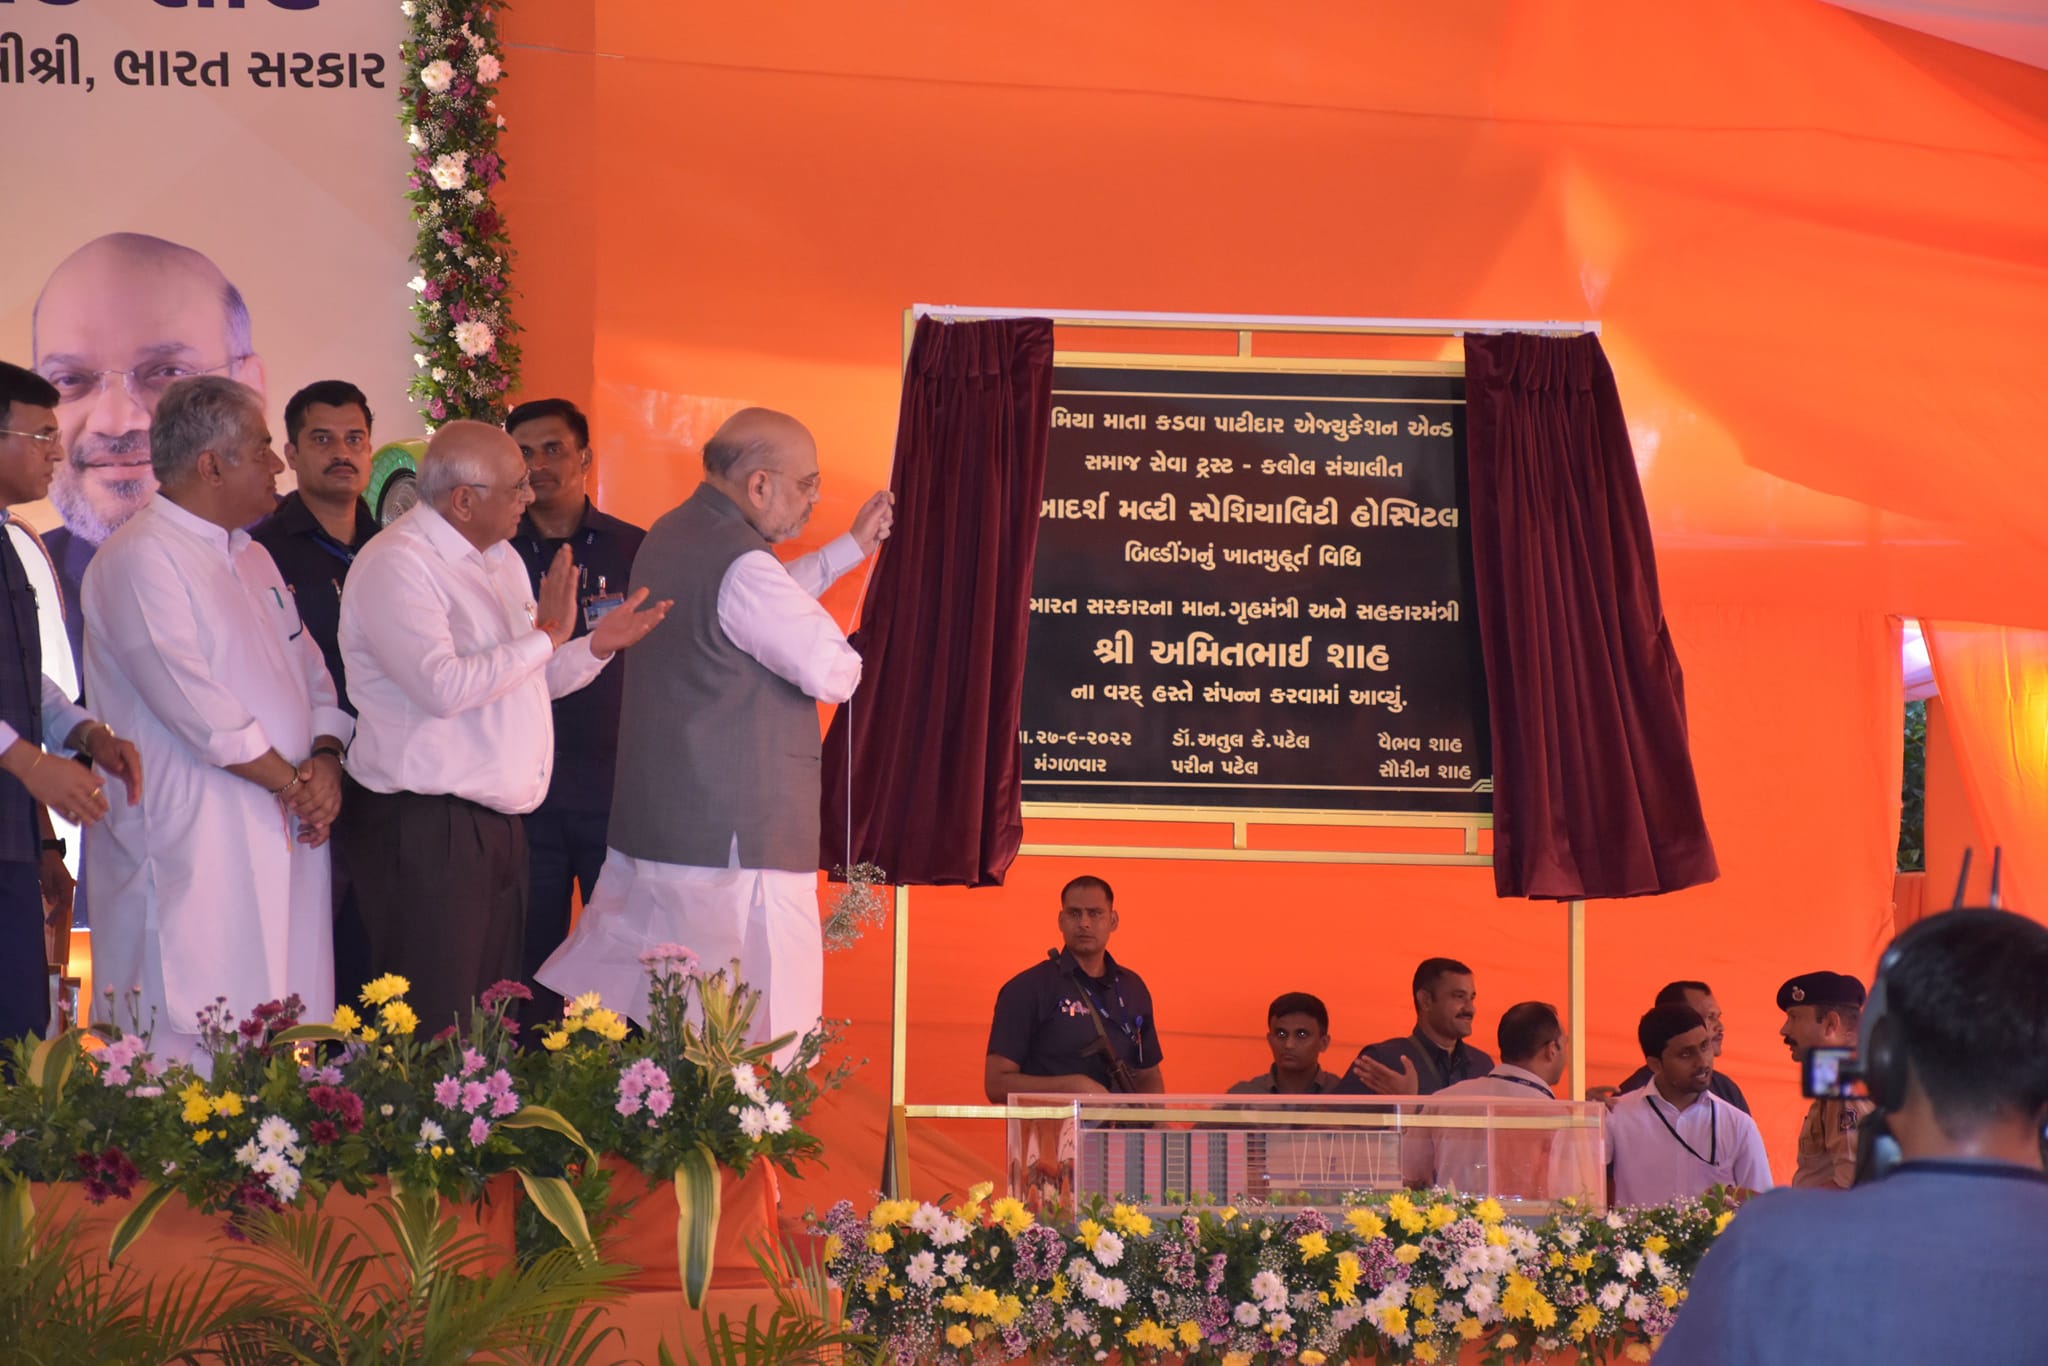 ભારત સરકાર
માતા કડવા પાટીદાર એજ્યુકેશન એન્ડ
સમાજ સેવા ટ્રસ્ટ - કલોલ સંચાલીત
મલ્ટી સ્પેશિયાલિટી હોસ્પિટલ
બિલ્ડીંગનું ખાતમુહૂર્ત વિધિ
ભારત સરકારના માન.ગૃહમંત્રી અને સહકારમંત્રી
શ્રી અમિતભાઈ શાહ
ના વરદ્ હસ્તે સંપન્ન કરવામાં આવ્યું.
૨૭-૯-૨૦૨૨ ડૉ.અતુલ કે.પટેલ વૈભવ શાહ
મંગળવાર પરીન પટેલ સૌરીન શાહ